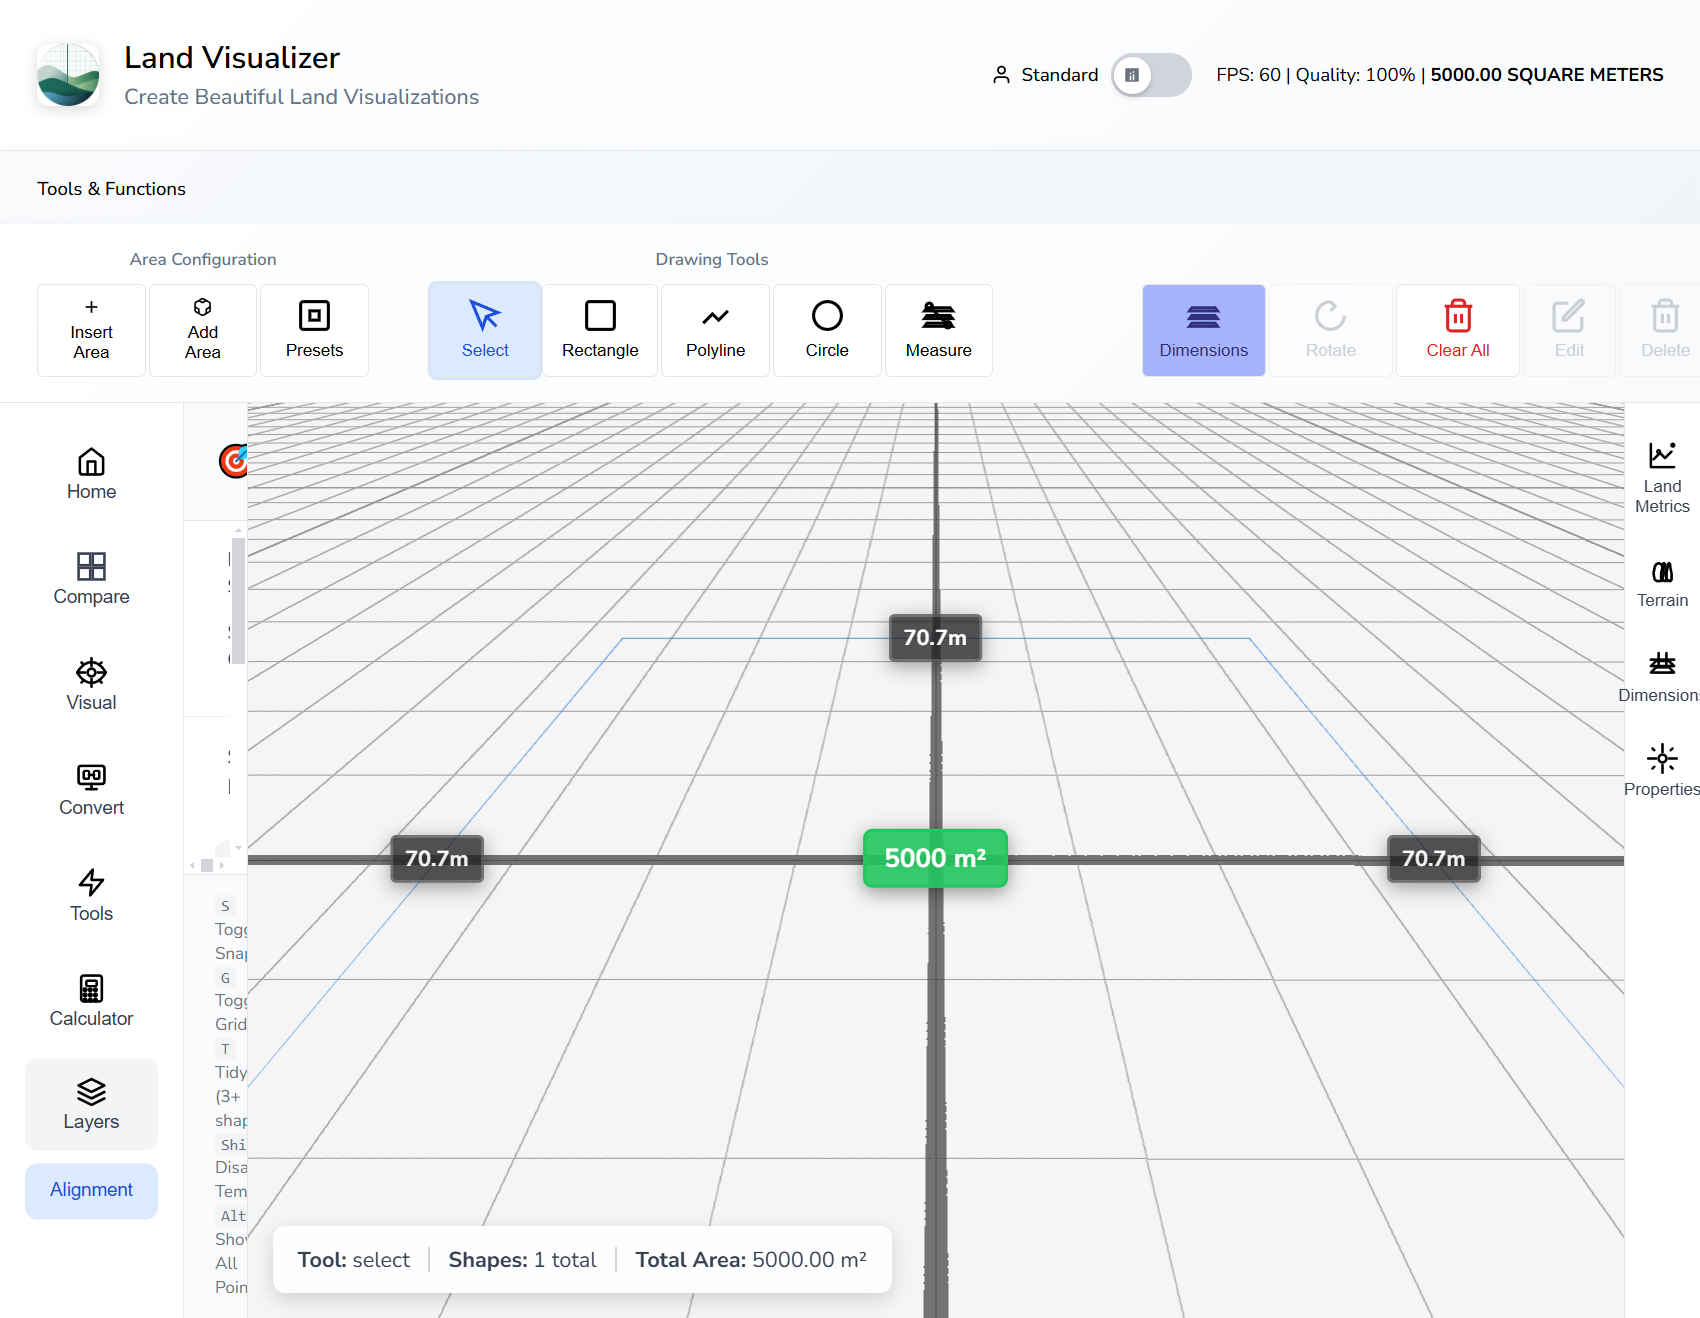 Land Visualizer
Create Beautiful Land Visualizations
Standard
FPS: 60 | Quality: 100% | 5000.00 SQUARE METERS
Tools & Functions
Area Configuration
Drawing Tools
Insert
Area
Add
Area
Presets
Select
Rectangle
Polyline
Circle
Measure
Dimensions
Rotate
Clear All
Edit
Delete
Home
Compare
Visual
Convert
Tools
Calculator
Layers
Alignment
S
Togg
Snap
G
Togg
Grid
T
Tidy
(3+
shap
Shi
Disa
Tem
Alt
Sho
All
Poin
70.7m
70.7m
5000 m²
70.7m
Tool: select
Shapes: 1 total
Total Area: 5000.00 m²
Land
Metrics
Terrain
Dimension
Properties